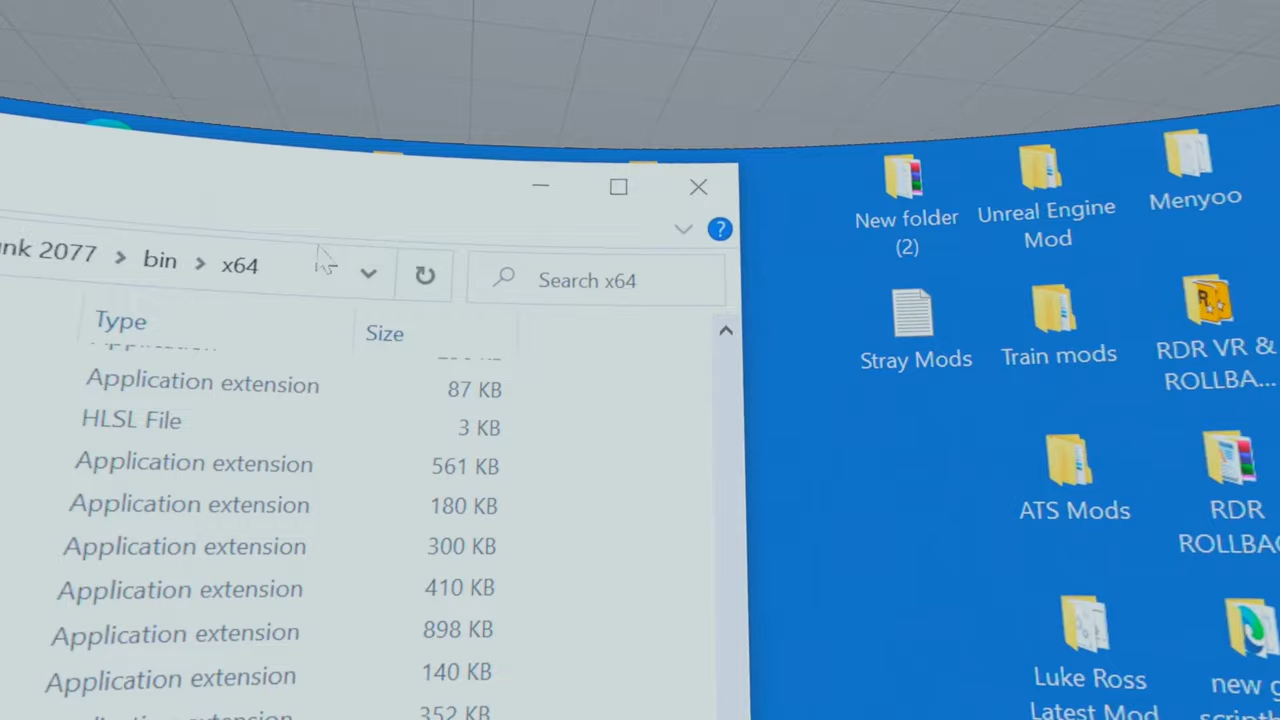 unk 2077 > bin > x64
Search x64
?
Type
Size
Application extension
87 KB
HLSL File
3 KB
Application extension
561 KB
Application extension
180 KB
Application extension
300 KB
Application extension
410 KB
Application extension
898 KB
Application extension
140 KB
352 KB
New folder
(2)
Unreal Engine
Mod
Menyoo
Stray Mods
Train mods
RDR VR &
ROLLBA...
ATS Mods
RDR
ROLLBAC
Luke Ross
Latest Mod
new g